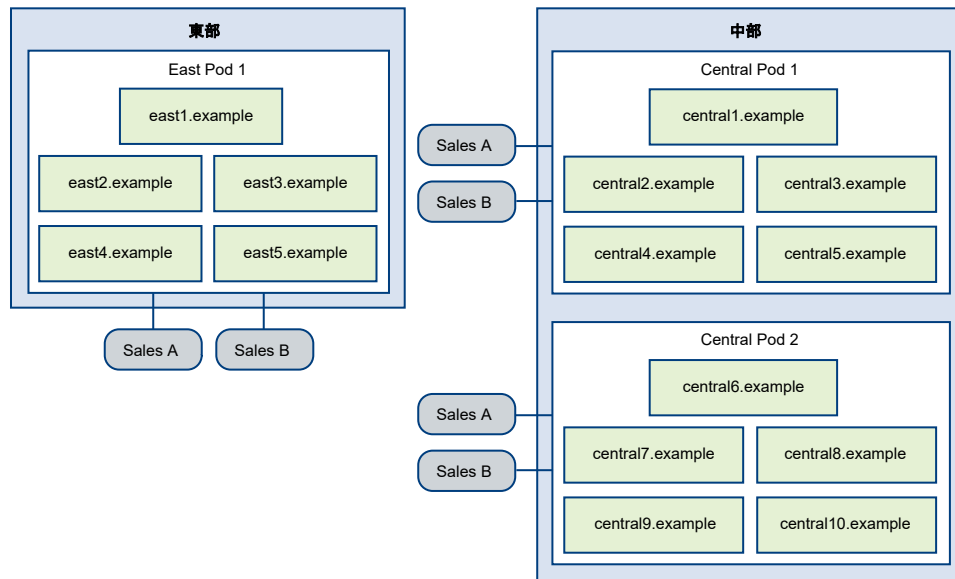 東部
East Pod 1
east1.example
east2.example
east3.example
east4.example
east5.example
Sales A
Sales B
中部
Central Pod 1
central1.example
Sales A
central2.example
central3.example
Sales B
central4.example
central5.example
Central Pod 2
central6.example
Sales A
central7.example
central8.example
Sales B
central9.example
central10.example